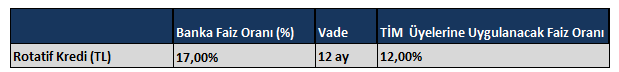 Banka Faiz Oranı (%) Vade TİM Üyelerine Uygulanacak Faiz Oranı
Rotatif Kredi (TL) 17,00% 12 ay 12,00%